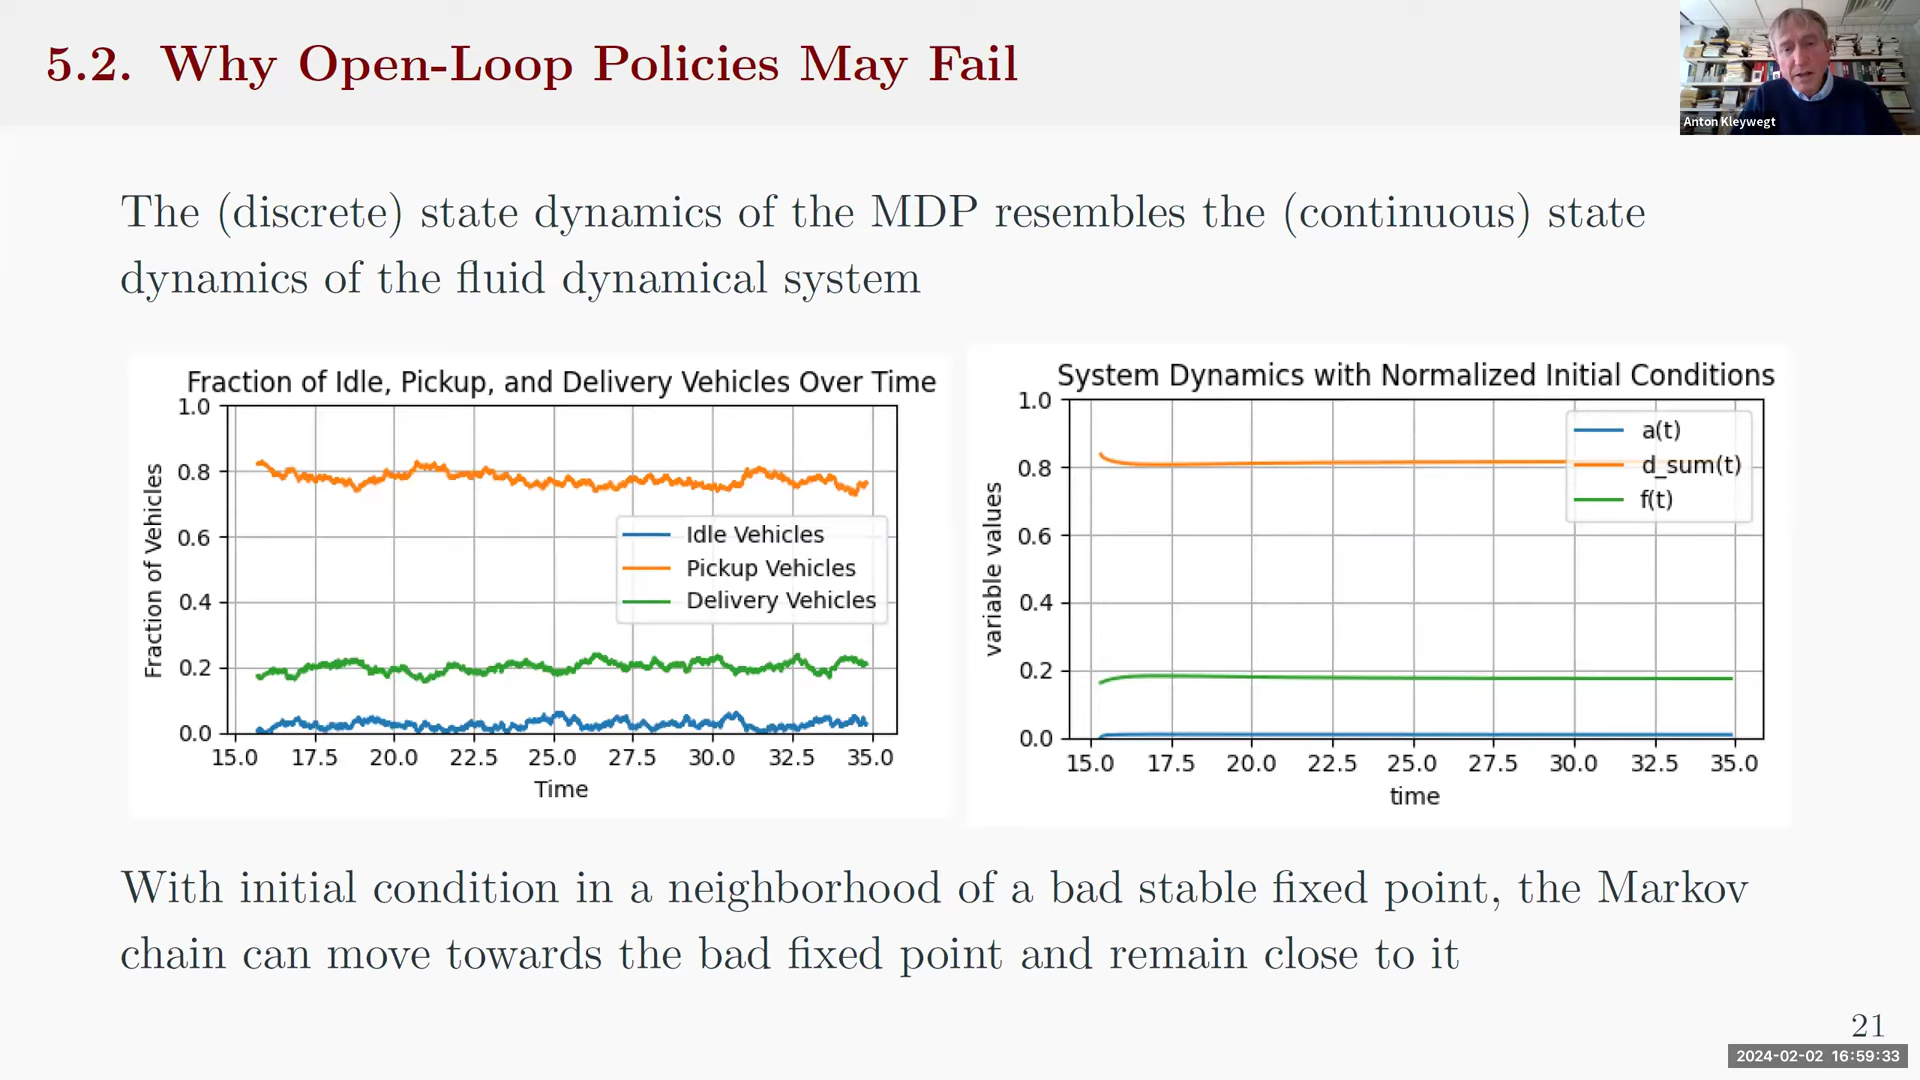 5.2. Why Open-Loop Policies May Fail
Anton Kleywegt
The (discrete) state dynamics of the MDP resembles the (continuous) state
dynamics of the fluid dynamical system
Fraction of Idle, Pickup, and Delivery Vehicles Over Time
Fraction of Vehicles
1.0
0.8
0.6
0.4
0.2
0.0
Idle Vehicles
Pickup Vehicles
Delivery Vehicles
15.0 17.5 20.0 22.5 25.0 27.5 30.0 32.5 35.0
Time
System Dynamics with Normalized Initial Conditions
variable values
1.0
0.8
0.6
0.4
0.2
0.0
a(t)
d_sum(t)
f(t)
15.0 17.5 20.0 22.5 25.0 27.5 30.0 32.5 35.0
time
With initial condition in a neighborhood of a bad stable fixed point, the Markov
chain can move towards the bad fixed point and remain close to it
21
2024-02-02 16:59:33